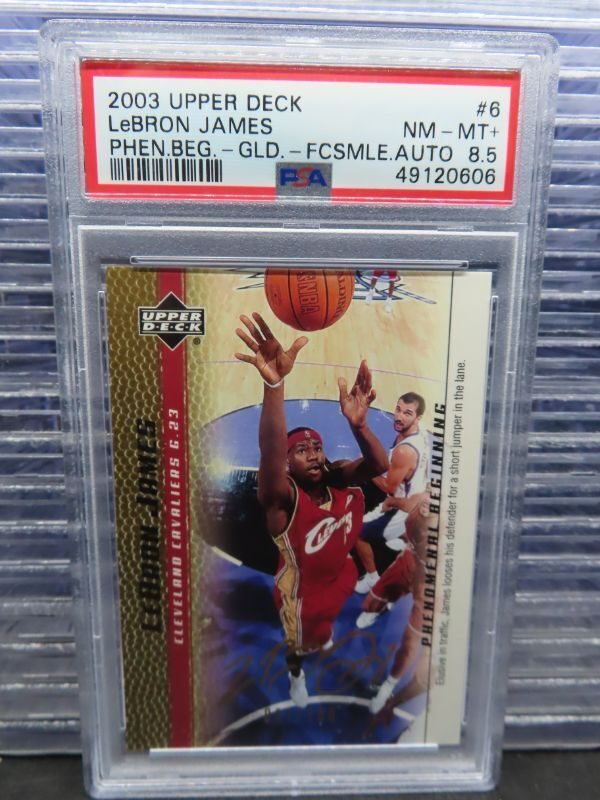 2003 UPPER DECK #6
LeBRON JAMES NM - MT+
PHEN.BEG.-GLD.-FCSMLE.AUTO 8.5
PSA 49120606
UPPER
DECK
LeBRON JAMES
CLEVELAND CAVALIERS G.23
PHENOMENAL BEGINNING
Elusive in traffic, James looses his defender for a short jumper in the lane.